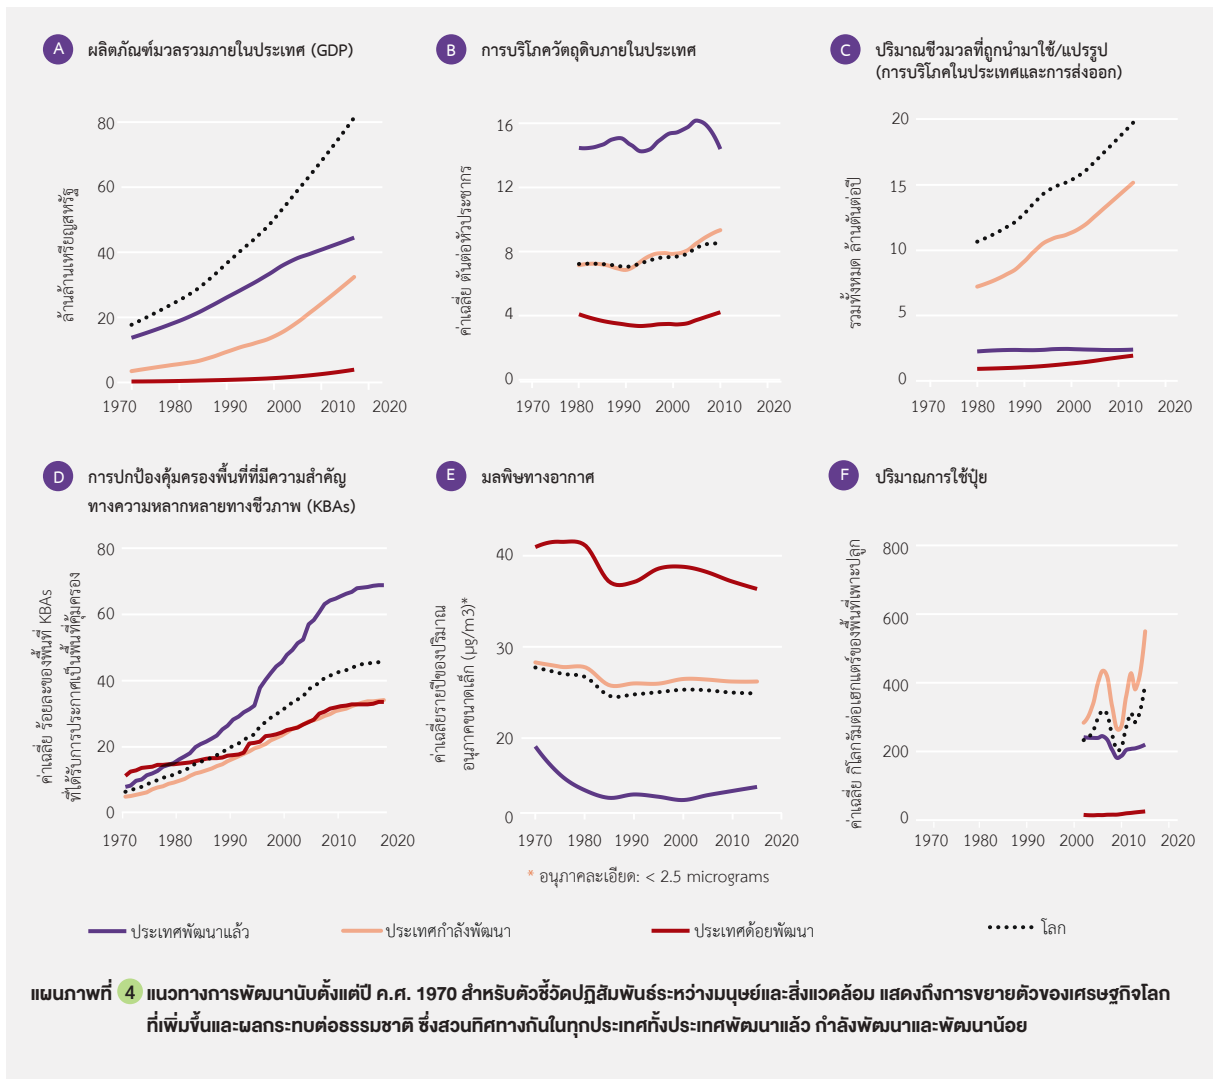 A ผลิตภัณฑ์มวลรวมภายในประเทศ (GDP)
ล้านล้านเหรียญสหรัฐ
80
60
40
20
0
1970 1980 1990 2000 2010 2020
B การบริโภควัตถุดิบภายในประเทศ
ค่าเฉลี่ย ตันต่อหัวประชากร
16
12
8
4
0
1970 1980 1990 2000 2010 2020
C ปริมาณชีวมวลที่ถูกนำมาใช้/แปรรูป
(การบริโภคในประเทศและการส่งออก)
รวมทั้งหมด ล้านตันต่อปี
20
15
10
5
0
1970 1980 1990 2000 2010 2020
D การปกป้องคุ้มครองพื้นที่ที่มีความสำคัญ
ทางความหลากหลายทางชีวภาพ (KBAs)
ค่าเฉลี่ย ร้อยละของพื้นที่ KBAs
ที่ได้รับการประกาศเป็นพื้นที่คุ้มครอง
80
60
40
20
0
1970 1980 1990 2000 2010 2020
E มลพิษทางอากาศ
ค่าเฉลี่ยรายปีของปริมาณ
อนุภาคขนาดเล็ก (µg/m3)*
40
30
20
0
1970 1980 1990 2000 2010 2020
* อนุภาคละเอียด: < 2.5 micrograms
F ปริมาณการใช้ปุ๋ย
ค่าเฉลี่ย กิโลกรัมต่อเฮกแตร์ของพื้นที่เพาะปลูก
800
600
400
200
0
1970 1980 1990 2000 2010 2020
ประเทศพัฒนาแล้ว ประเทศกำลังพัฒนา ประเทศด้อยพัฒนา โลก
แผนภาพที่ 4 แนวทางการพัฒนานับตั้งแต่ปี ค.ศ. 1970 สำหรับตัวชี้วัดปฏิสัมพันธ์ระหว่างมนุษย์และสิ่งแวดล้อม แสดงถึงการขยายตัวของเศรษฐกิจโลก
ที่เพิ่มขึ้นและผลกระทบต่อธรรมชาติ ซึ่งสวนทิศทางกันในทุกประเทศทั้งประเทศพัฒนาแล้ว กำลังพัฒนาและพัฒนาน้อย